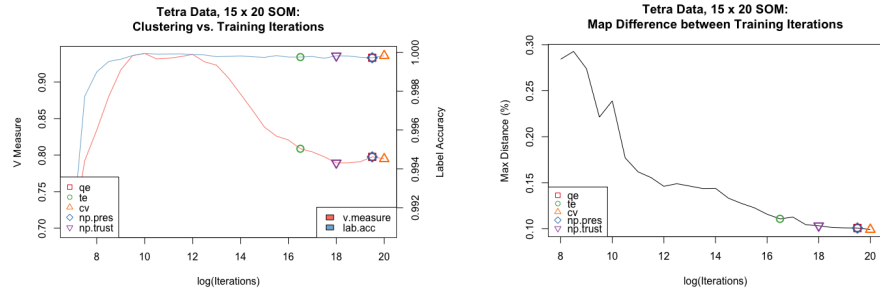 Tetra Data, 15 x 20 SOM:
Clustering vs. Training Iterations
V Measure
0.90
0.85
0.80
0.75
0.70
1.000
0.998
0.996
0.994
0.992
Label Accuracy
qe
te
cv
np.pres
np.trust
v.measure
lab.acc
8 10 12 14 16 18 20
log(Iterations)
Tetra Data, 15 x 20 SOM:
Map Difference between Training Iterations
Max Distance (%)
0.30
0.25
0.20
0.15
0.10
qe
te
cv
np.pres
np.trust
8 10 12 14 16 18 20
log(Iterations)